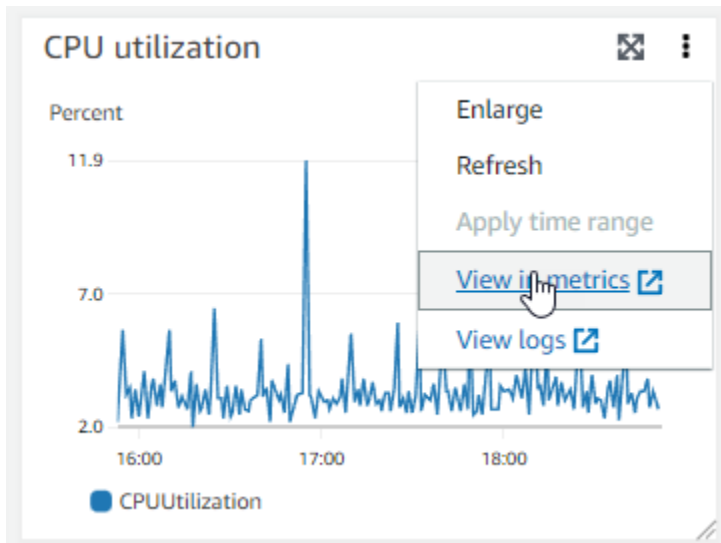 CPU utilization
Percent
Enlarge
Refresh
Apply time range
View in metrics
View logs
11.9
7.0
2.0
16:00
17:00
18:00
CPUUtilization